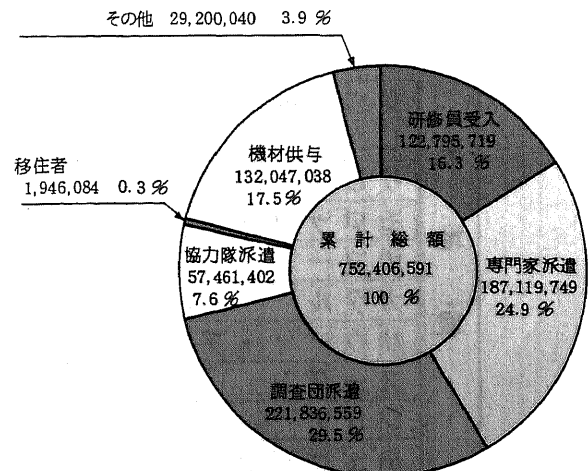 その他 29,200,040 3.9 %
研修員受入
122,795,719
16.3 %
機材供与
132,047,038
17.5 %
移住者
1,946,084 0.3 %
累計総額
752,406,591
100 %
協力隊派遣
57,461,402
7.6 %
専門家派遣
187,119,749
24.9 %
調査団派遣
221,836,559
29.5 %